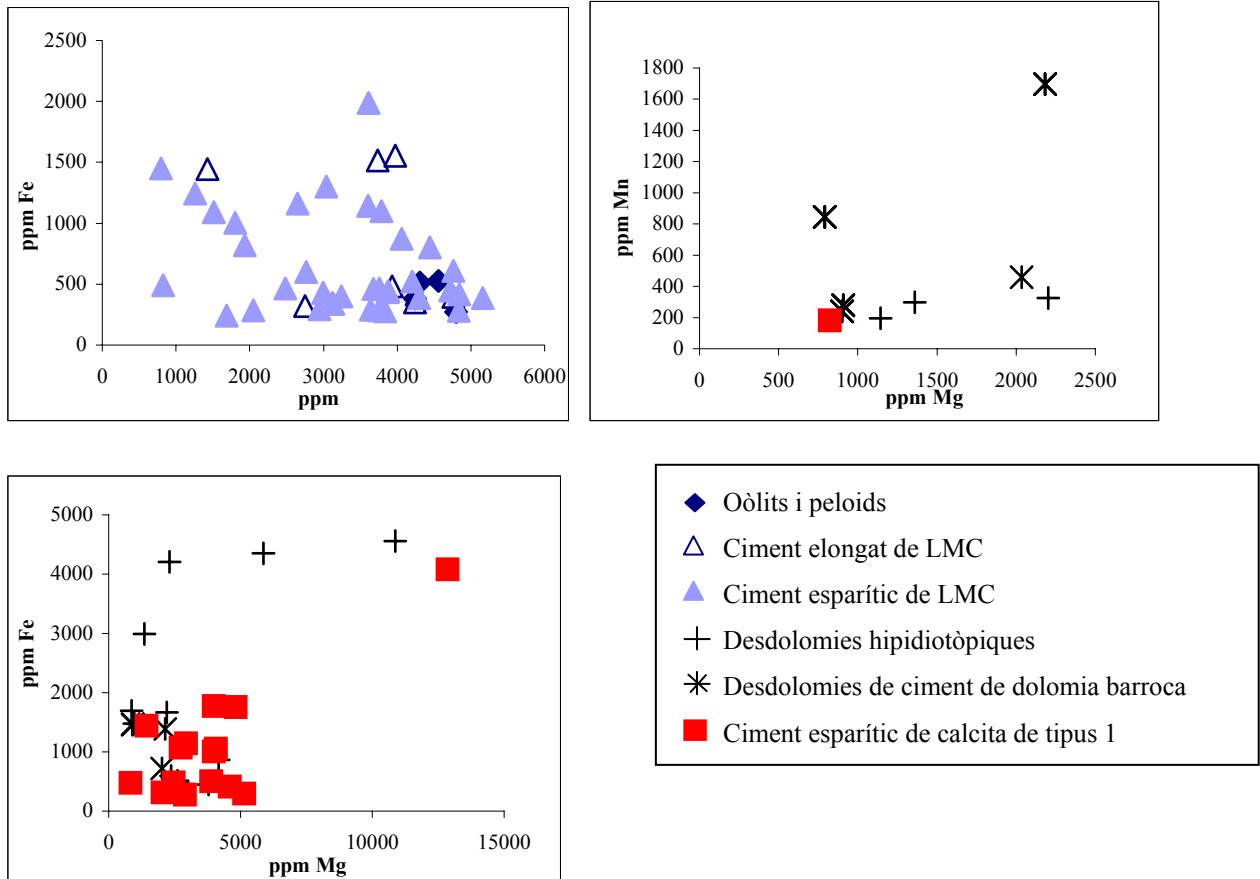 2500
2000
1500
1000
500
0
ppm Fe
0 1000 2000 3000 4000 5000 6000
ppm
1800
1600
1400
1200
1000
800
600
400
200
0
ppm Mn
0 500 1000 1500 2000 2500
ppm Mg
5000
4000
3000
2000
1000
0
ppm Fe
0 5000 10000 15000
ppm Mg
Oòlits i peloids
Ciment elongat de LMC
Ciment esparític de LMC
Desdolomies hipidiotòpiques
Desdolomies de ciment de dolomia barroca
Ciment esparític de calcita de tipus 1